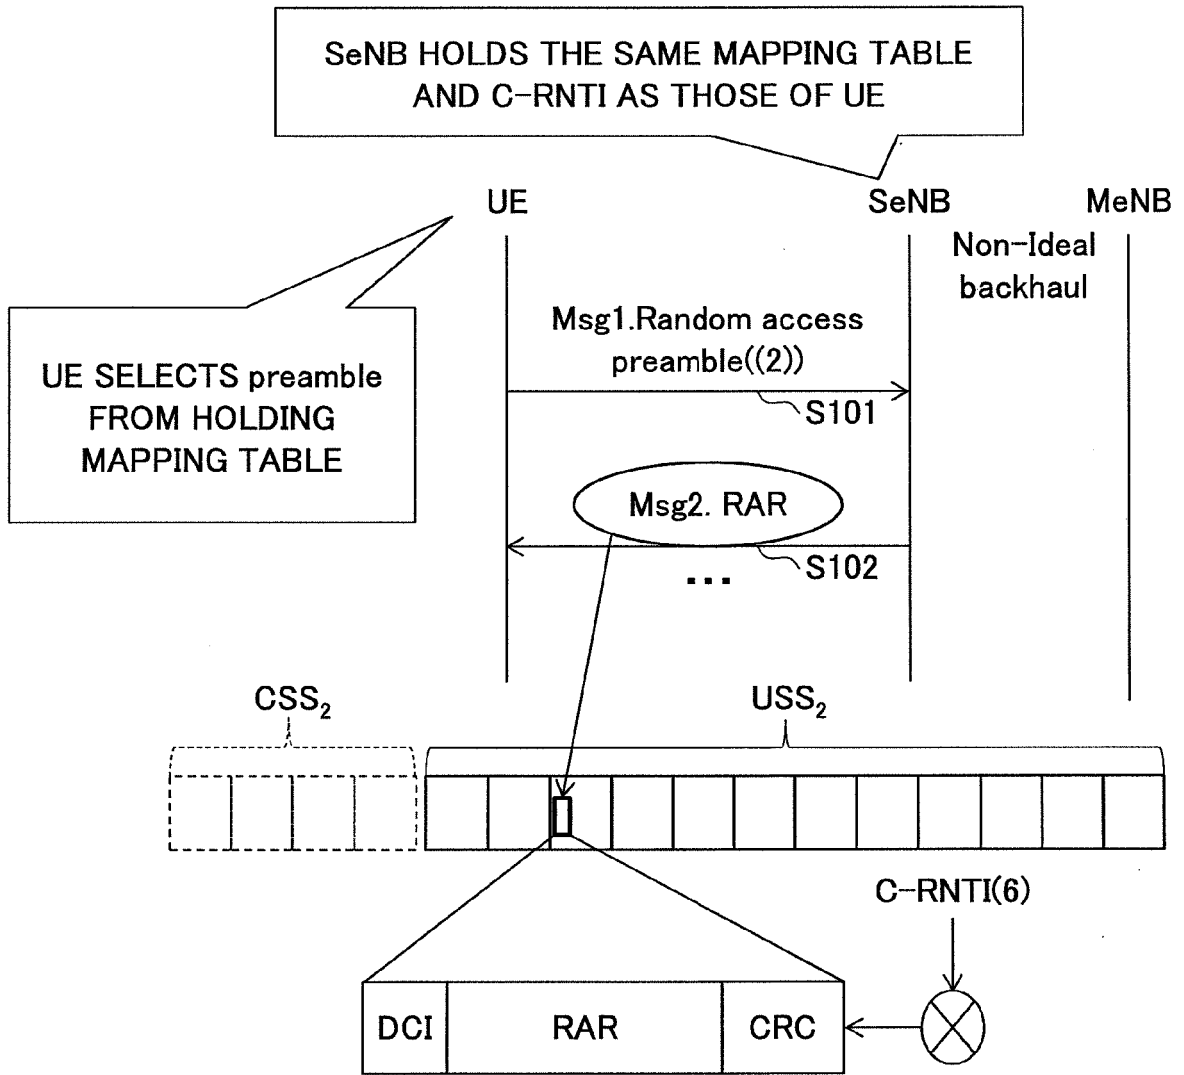 SeNB HOLDS THE SAME MAPPING TABLE
AND C-RNTI AS THOSE OF UE
UE
SeNB
MeNB
Non-Ideal
backhaul
Msg1.Random access
preamble((2))
S101
UE SELECTS preamble
FROM HOLDING
MAPPING TABLE
Msg2. RAR
S102
...
CSS2
USS2
C-RNTI(6)
DCI
RAR
CRC